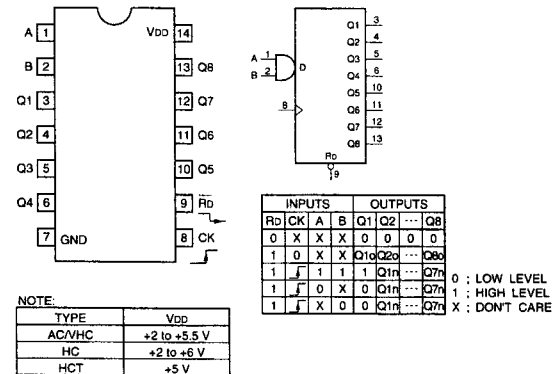 A 1
B 2
Q1 3
Q2 4
Q3 5
Q4 6
7 GND
VDD 14
13 Q8
12 Q7
11 Q6
10 Q5
9 RD
8 CK
A 1
B 2
D
8
Q1 3
Q2 4
Q3 5
Q4 6
Q5 10
Q6 11
Q7 12
Q8 13
RD
9
INPUTS OUTPUTS
RD CK A B Q1 Q2 ... Q8
0 X X X 0 0 0 0
1 0 X X Q1o Q2o ... Q8o
1 1 1 1 Q1n ... Q7n
1 0 X 0 Q1n ... Q7n
1 X 0 0 Q1n ... Q7n
0 ; LOW LEVEL
1 ; HIGH LEVEL
X ; DON'T CARE
NOTE:
TYPE VDD
AC/VHC +2 to +5.5 V
HC +2 to +6 V
HCT +5 V